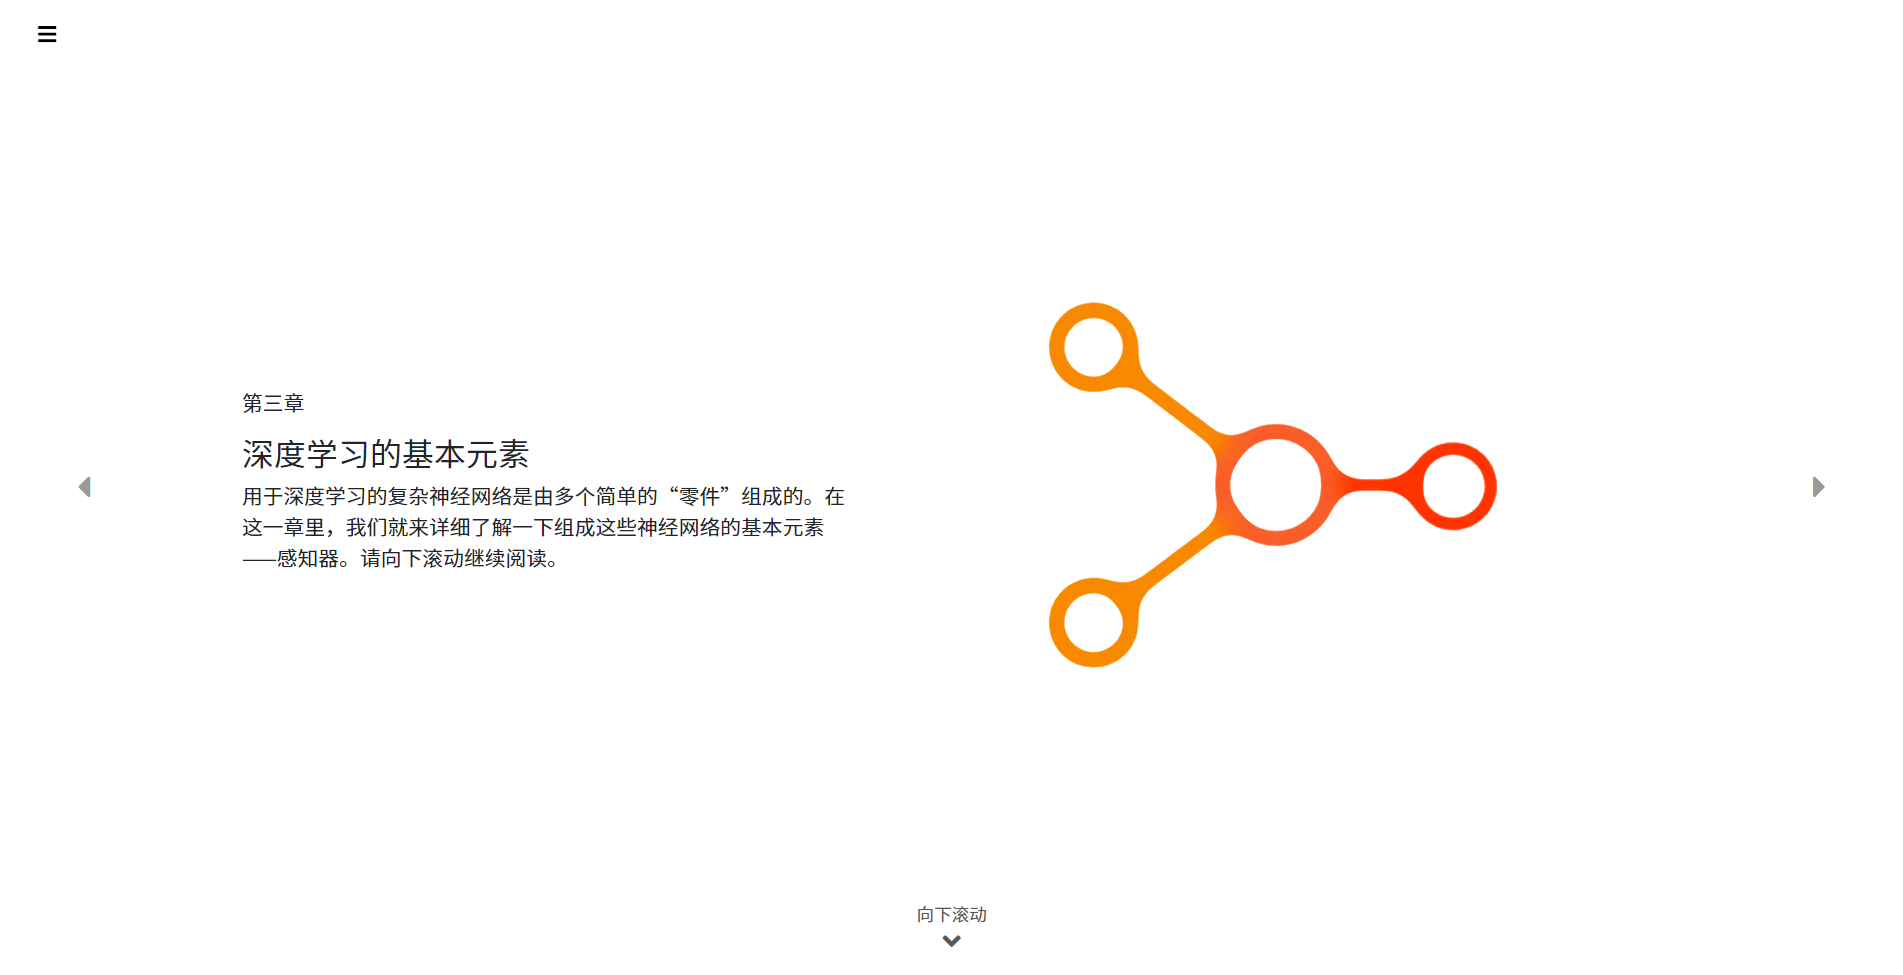 第三章
深度学习的基本元素
用于深度学习的复杂神经网络是由多个简单的“零件”组成的。在
这一章里，我们就来详细了解一下组成这些神经网络的基本元素
——感知器。请向下滚动继续阅读。
向下滚动